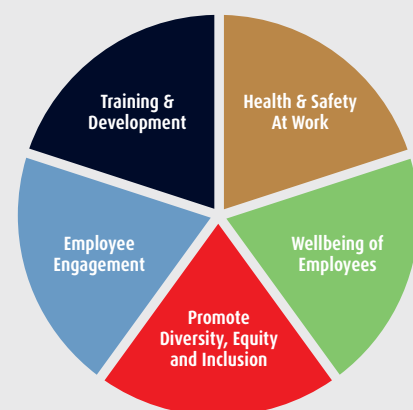 Training &
Development
Health & Safety
At Work
Employee
Engagement
Wellbeing of
Employees
Promote
Diversity, Equity
and Inclusion